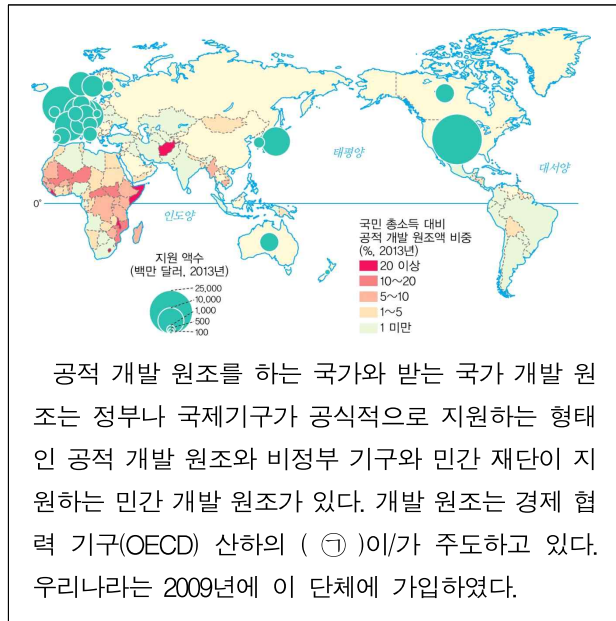 태평양
대서양
0°
인도양
국민 총소득 대비
공적 개발 원조액 비중
(%, 2013년)
20 이상
10～20
5～10
1～5
1 미만
지원 액수
(백만 달러, 2013년)
25,000
10,000
1,000
500
100
공적 개발 원조를 하는 국가와 받는 국가 개발 원
조는 정부나 국제기구가 공식적으로 지원하는 형태
인 공적 개발 원조와 비정부 기구와 민간 재단이 지
원하는 민간 개발 원조가 있다. 개발 원조는 경제 협
력 기구(OECD) 산하의 ( ㉠ )이/가 주도하고 있다.
우리나라는 2009년에 이 단체에 가입하였다.